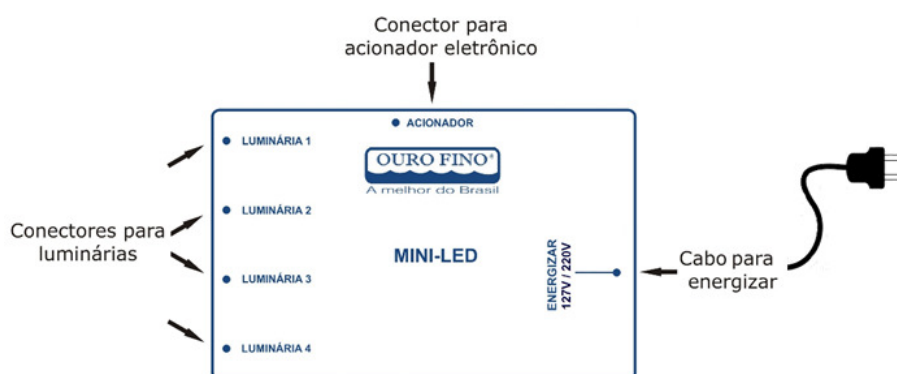 Conector para
acionador eletrônico
ACIONADOR
LUMINÁRIA 1
OURO FINO®
A melhor do Brasil
LUMINÁRIA 2
Conectores para
luminárias
MINI-LED
ENERGIZAR
127V / 220V
Cabo para
energizar
LUMINÁRIA 3
LUMINÁRIA 4